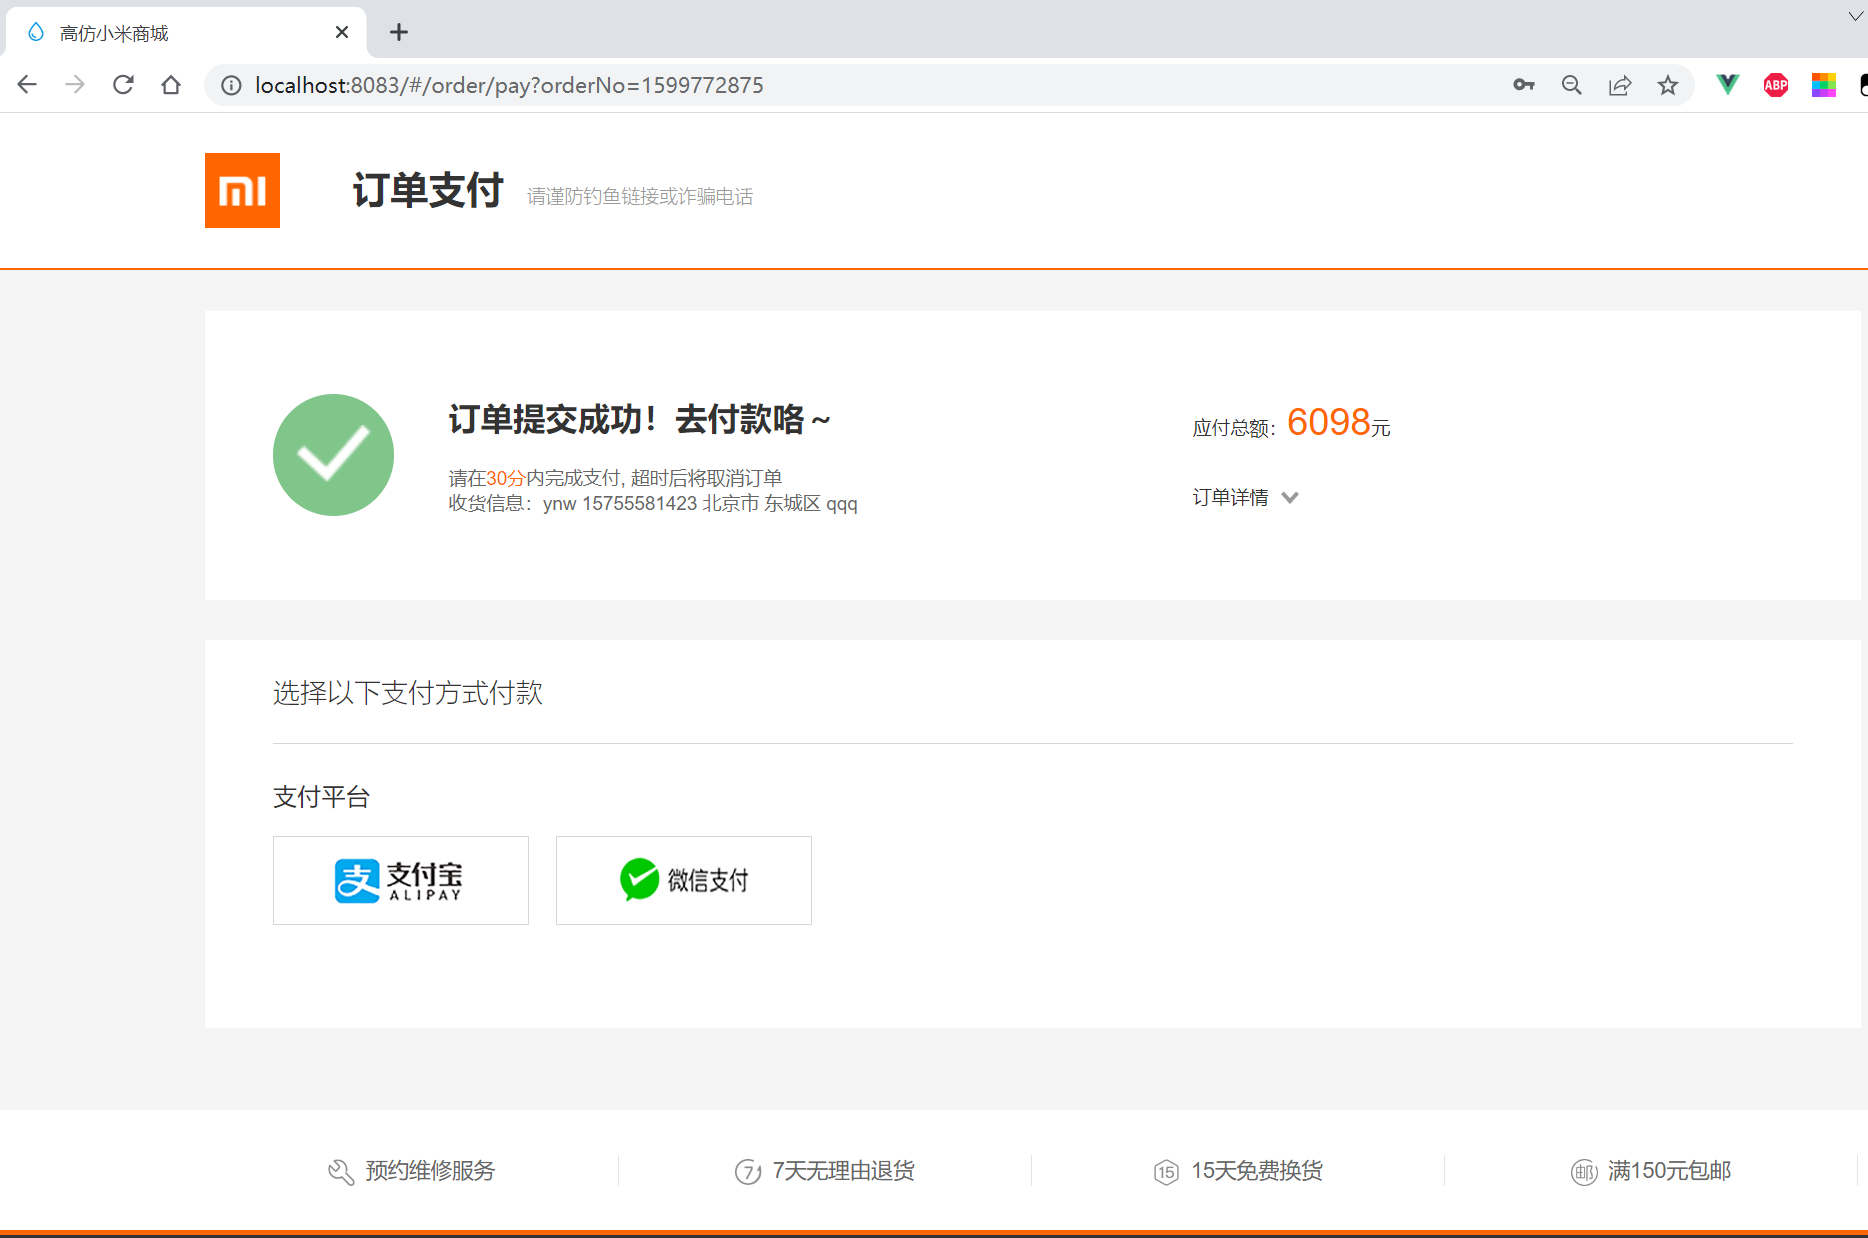 高仿小米商城
localhost:8083/#/order/pay?orderNo=1599772875
ABP
mi
订单支付 请谨防钓鱼链接或诈骗电话
订单提交成功！去付款咯～
应付总额：6098元
请在30分内完成支付, 超时后将取消订单
收货信息：ynw 15755581423 北京市 东城区 qqq
订单详情
选择以下支付方式付款
支付平台
支 支付宝 ALIPAY
微信支付
预约维修服务
7 7天无理由退货
15 15天免费换货
邮 满150元包邮